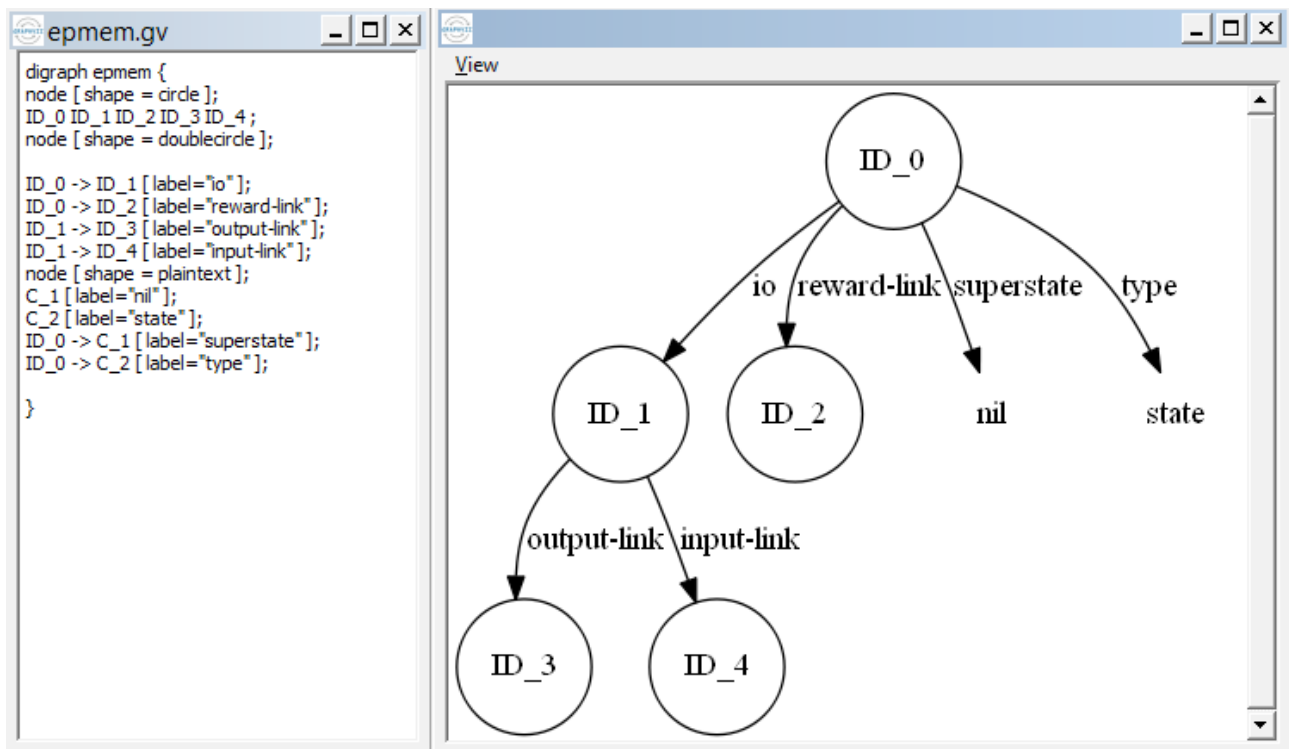 epmem.gv
digraph epmem {
node [ shape = circle ];
ID_0 ID_1 ID_2 ID_3 ID_4 ;
node [ shape = doublecircle ];
ID_0 -> ID_1 [ label="io" ];
ID_0 -> ID_2 [ label="reward-link" ];
ID_1 -> ID_3 [ label="output-link" ];
ID_1 -> ID_4 [ label="input-link" ];
node [ shape = plaintext ];
C_1 [ label="nil" ];
C_2 [ label="state" ];
ID_0 -> C_1 [ label="superstate" ];
ID_0 -> C_2 [ label="type" ];
}
View
ID_0
io reward-link superstate type
ID_1 ID_2 nil state
output-link input-link
ID_3 ID_4